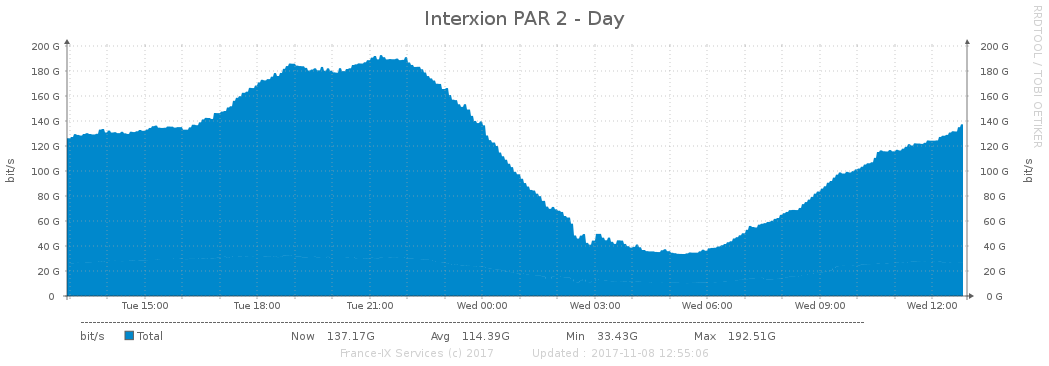 Interxion PAR 2 - Day
RRDTOOL / TOBI OETIKER
200 G 200 G
180 G 180 G
160 G 160 G
140 G 140 G
120 G 120 G
100 G 100 G
80 G 80 G
60 G 60 G
40 G 40 G
20 G 20 G
0 0 G
bit/s
bit/s
Tue 15:00 Tue 18:00 Tue 21:00 Wed 00:00 Wed 03:00 Wed 06:00 Wed 09:00 Wed 12:00
bit/s Total Now 137.17G Avg 114.39G Min 33.43G Max 192.51G
France-IX Services (c) 2017 Updated : 2017-11-08 12:55:06